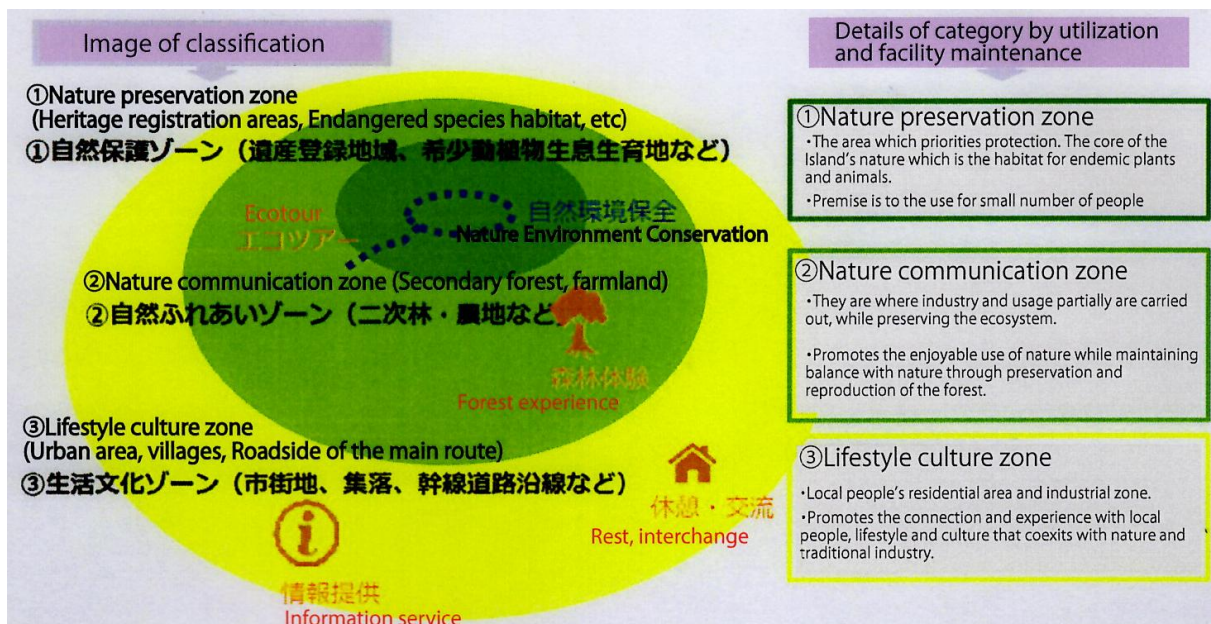 Image of classification
①Nature preservation zone
(Heritage registration areas, Endangered species habitat, etc)
①自然保護ゾーン（遺産登録地域、希少動植物生息生育地など）
Ecotour
エコツアー
自然環境保全
Nature Environment Conservation
②Nature communication zone (Secondary forest, farmland)
②自然ふれあいゾーン（二次林・農地など）
森林体験
Forest experience
③Lifestyle culture zone
(Urban area, villages, Roadside of the main route)
③生活文化ゾーン（市街地、集落、幹線道路沿線など）
休憩・交流
Rest, interchange
情報提供
Information service
Details of category by utilization
and facility maintenance
①Nature preservation zone
・The area which priorities protection. The core of the
Island's nature which is the habitat for endemic plants
and animals.
・Premise is to the use for small number of people
②Nature communication zone
・They are where industry and usage partially are carried
out, while preserving the ecosystem.
・Promotes the enjoyable use of nature while maintaining
balance with nature through preservation and
reproduction of the forest.
③Lifestyle culture zone
・Local people's residential area and industrial zone.
・Promotes the connection and experience with local
people, lifestyle and culture that coexits with nature and
traditional industry.